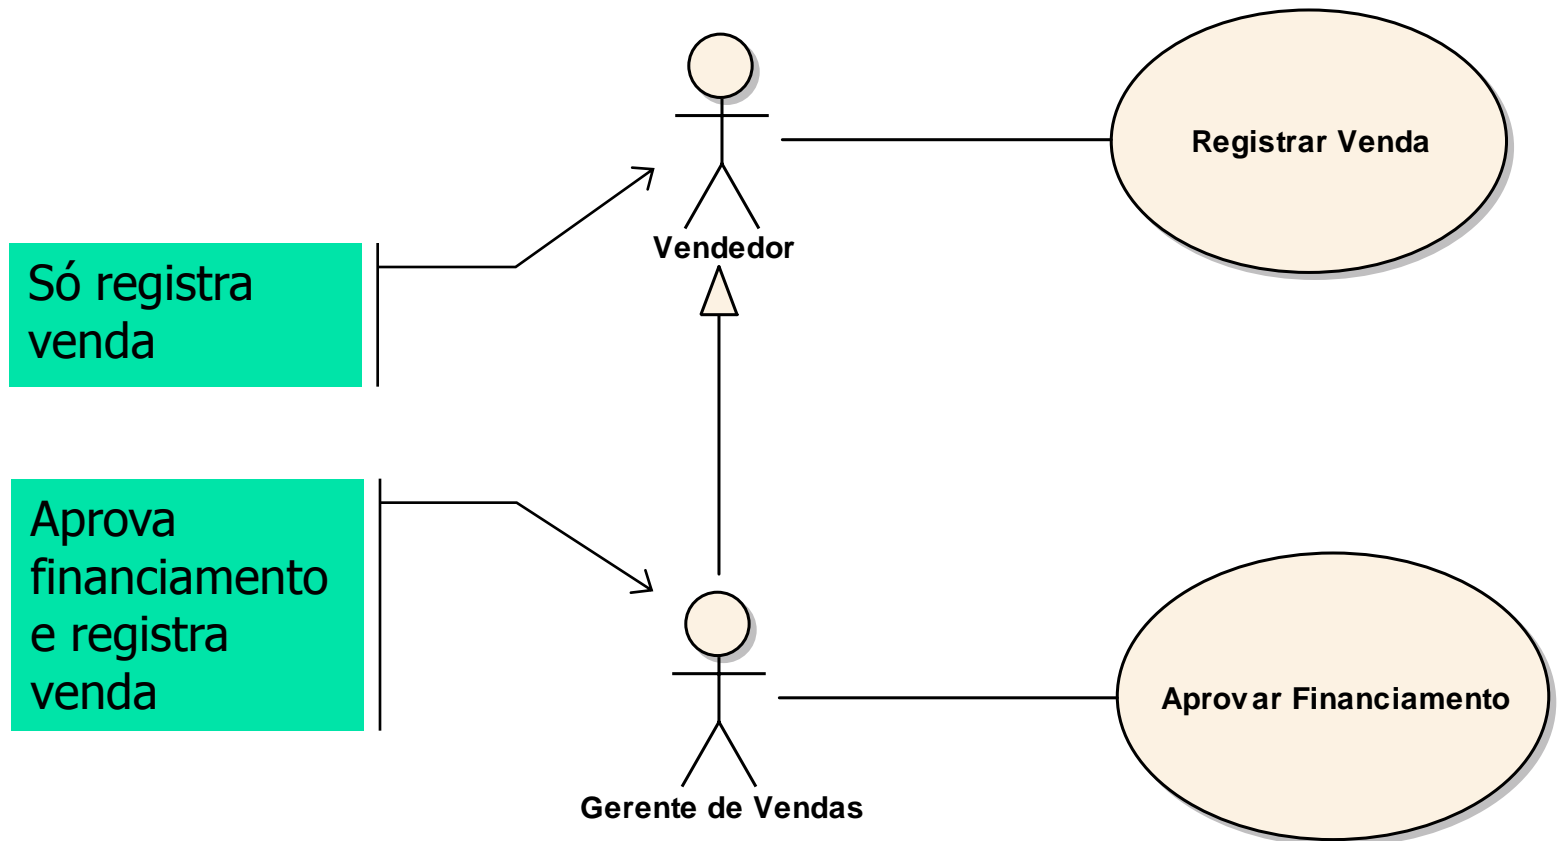 Registrar Venda
Vendedor
Só registra
venda
Aprova
financiamento
e registra
venda
Aprovar Financiamento
Gerente de Vendas